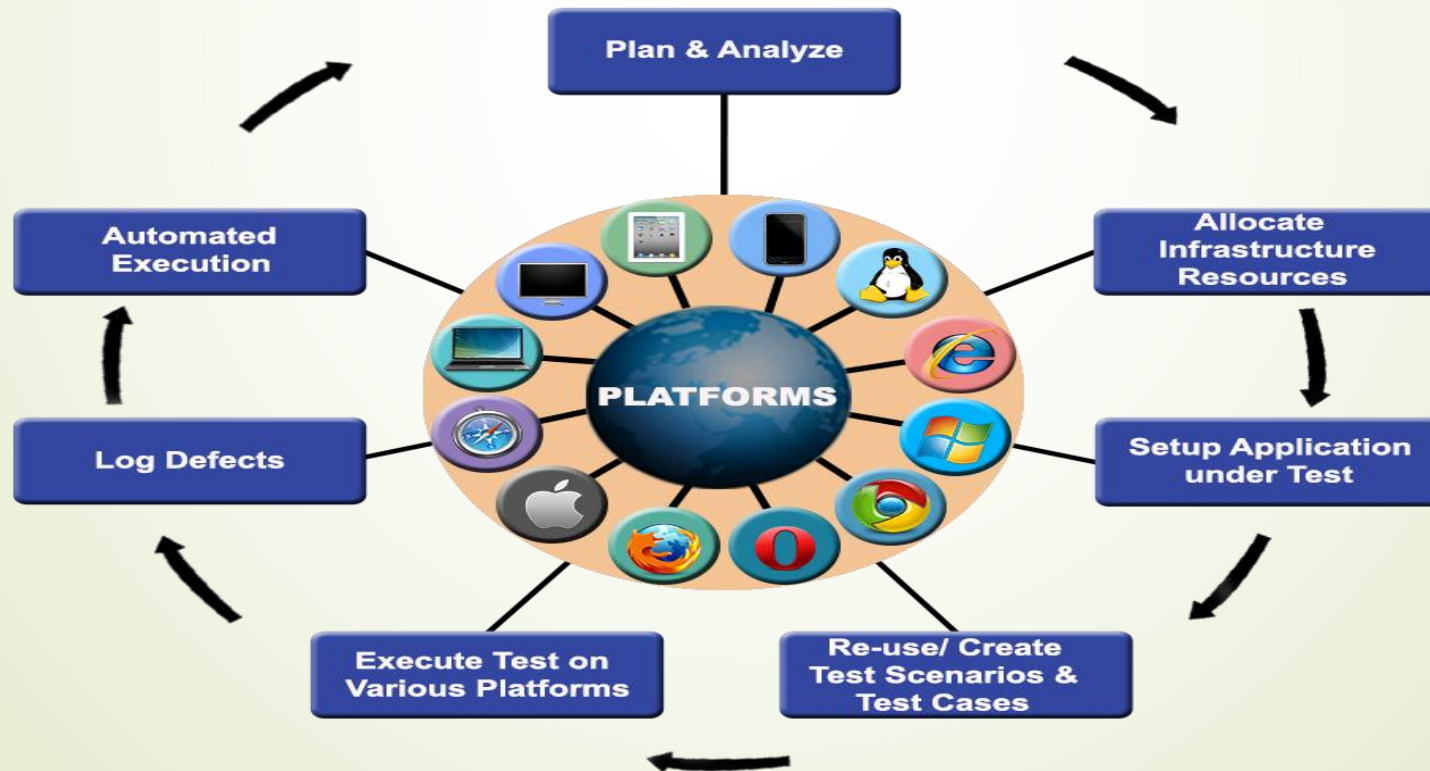 Plan & Analyze
Allocate
Infrastructure
Resources
Setup Application
under Test
Re-use/ Create
Test Scenarios &
Test Cases
Execute Test on
Various Platforms
Log Defects
Automated
Execution
PLATFORMS